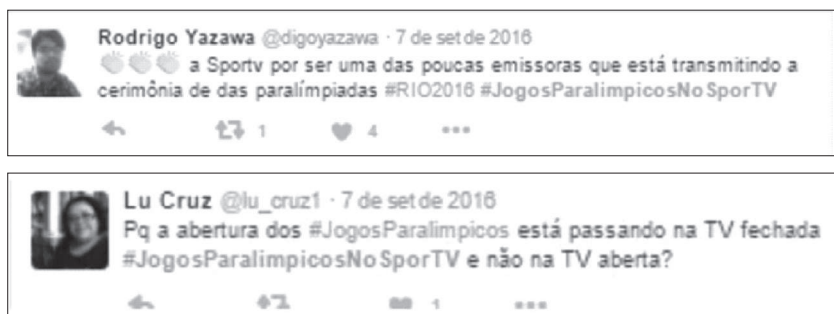 Rodrigo Yazawa @digoyazawa · 7 de set de 2016
👏👏👏 a Sportv por ser uma das poucas emissoras que está transmitindo a
cerimônia de das paralímpiadas #RIO2016 #JogosParalimpicosNoSporTV
1 4
Lu Cruz @lu_cruz1 · 7 de set de 2016
Pq a abertura dos #JogosParalimpicos está passando na TV fechada
#JogosParalimpicosNoSporTV e não na TV aberta?
1